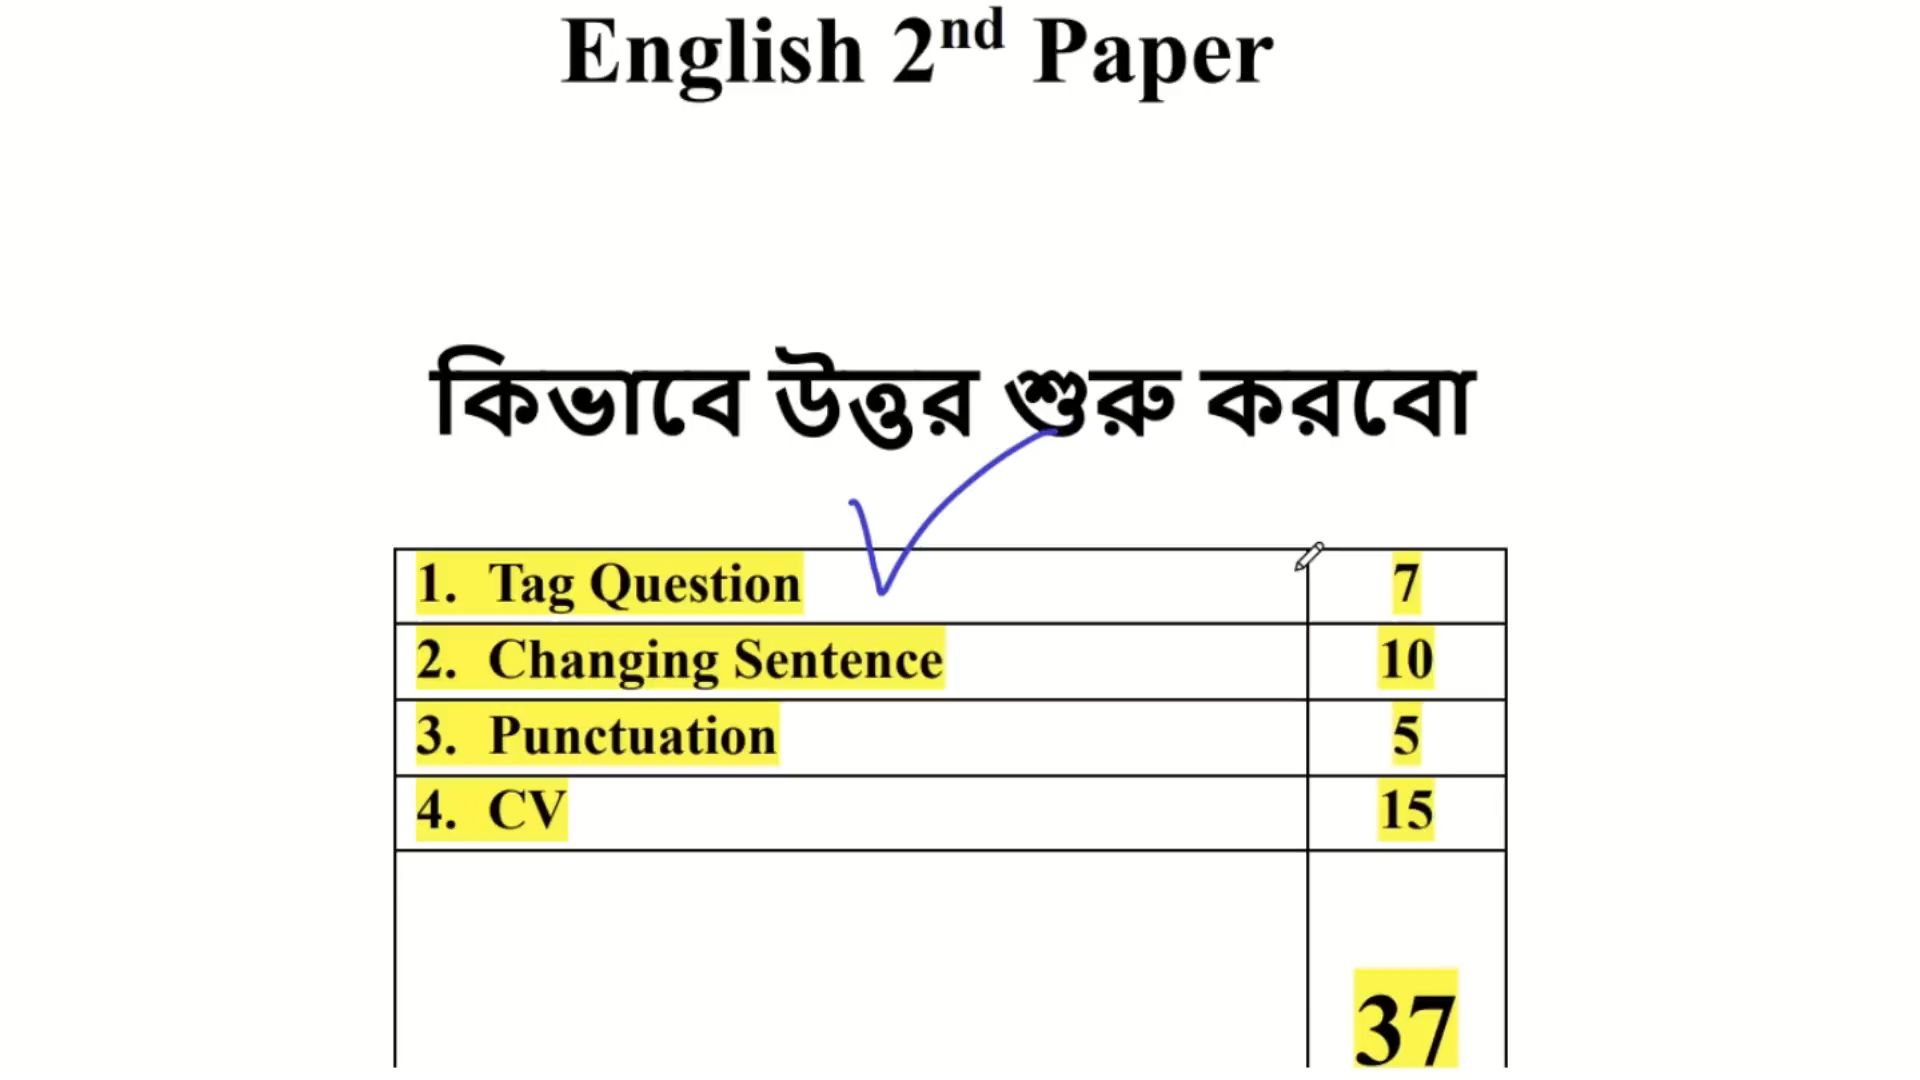 English 2nd Paper
কিভাবে উত্তর শুরু করবো
1. Tag Question 7
2. Changing Sentence 10
3. Punctuation 5
4. CV 15
37